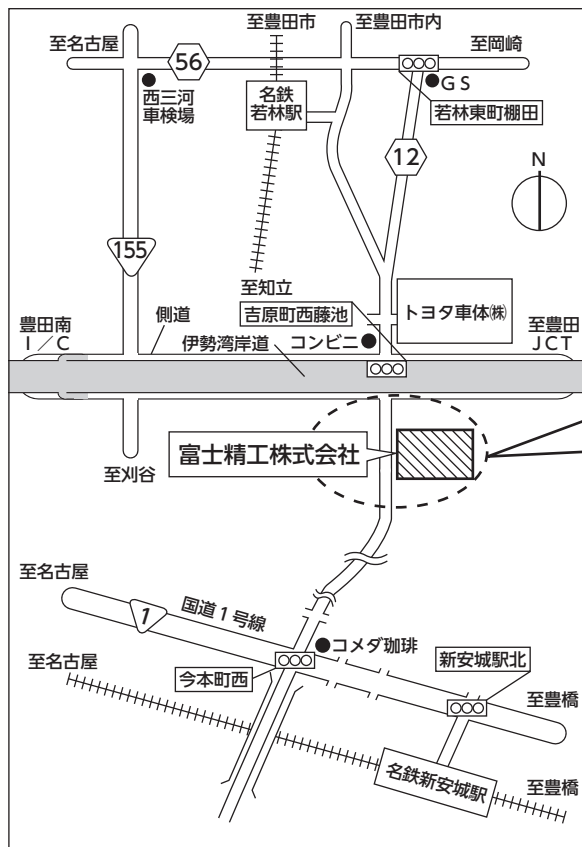 至豊田市
至豊田市内
至名古屋
至岡崎
56
西三河
車検場
名鉄
若林駅
GS
若林東町棚田
12
N
155
至知立
吉原町西藤池
トヨタ車体㈱
豊田南
I/C
側道
伊勢湾岸道
コンビニ
至豊田
JCT
富士精工株式会社
至刈谷
至名古屋
1
国道1号線
コメダ珈琲
至名古屋
今本町西
新安城駅北
至豊橋
名鉄新安城駅
至豊橋